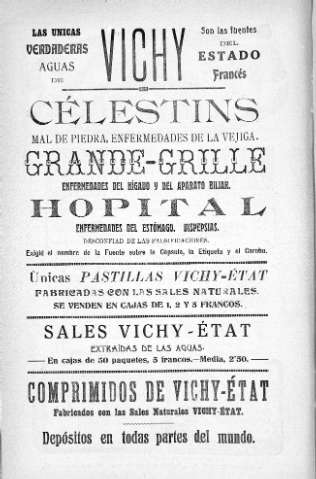 LAS UNICAS
VERDADERAS
AGUAS
DE
VICHY
Son las fuentes
DEL
ESTADO
Francés
CÉLESTINS
MAL DE PIEDRA, ENFERMEDADES DE LA VEJIGA.
GRANDE-GRILLE
ENFERMEDADES DEL HÍGADO Y DEL APARATO BILIAR.
HOPITAL
ENFERMEDADES DEL ESTÓMAGO. DISPEPSIAS.
DESCONFIAD DE LAS FALSIFICACIONES.
Exigid el nombre de la Fuente sobre la Cápsula, la Etiqueta y el Corcho.
Unicas PASTILLAS VICHY-ÉTAT
FABRICADAS CON LAS SALES NATURALES.
SE VENDEN EN CAJAS DE 1, 2 Y 5 FRANCOS.
SALES VICHY-ÉTAT
EXTRAÍDAS DE LAS AGUAS.
— En cajas de 50 paquetes, 5 francos.—Media, 2'50. —
COMPRIMIDOS DE VICHY-ÉTAT
Fabricados con las Sales Naturales VICHY-ÉTAT.
Depósitos en todas partes del mundo.